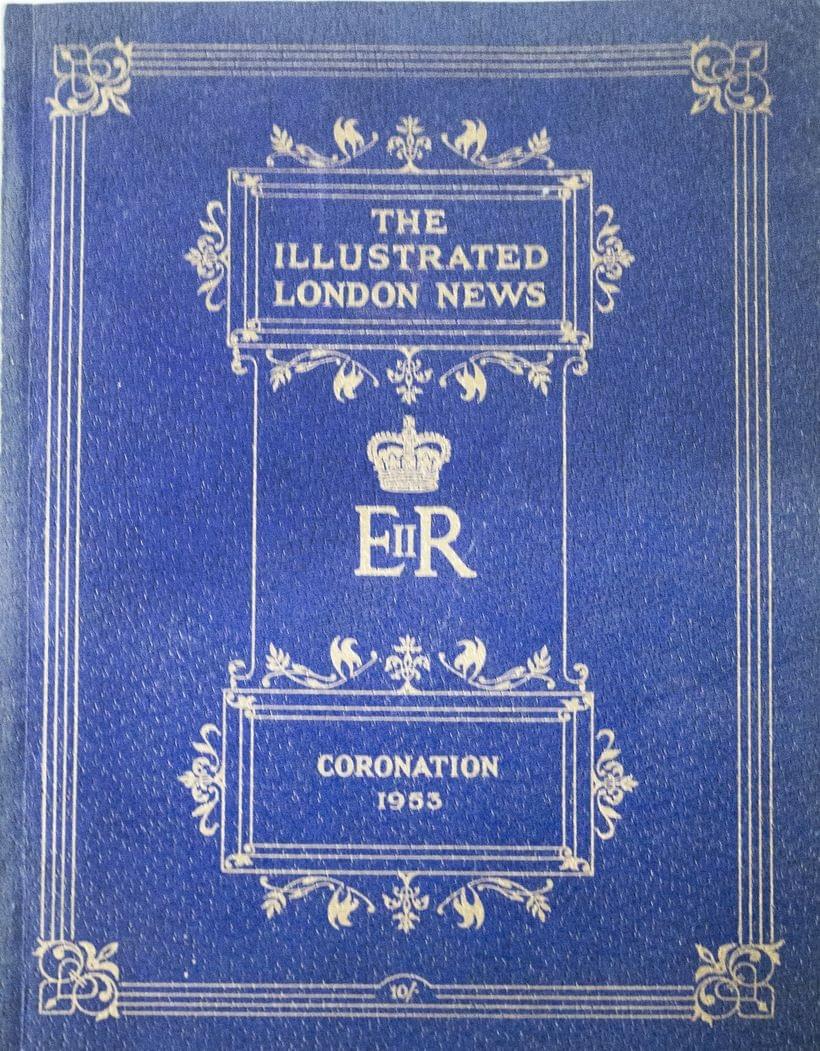 THE
ILLUSTRATED
LONDON NEWS
EIIR
CORONATION
1953
10/-